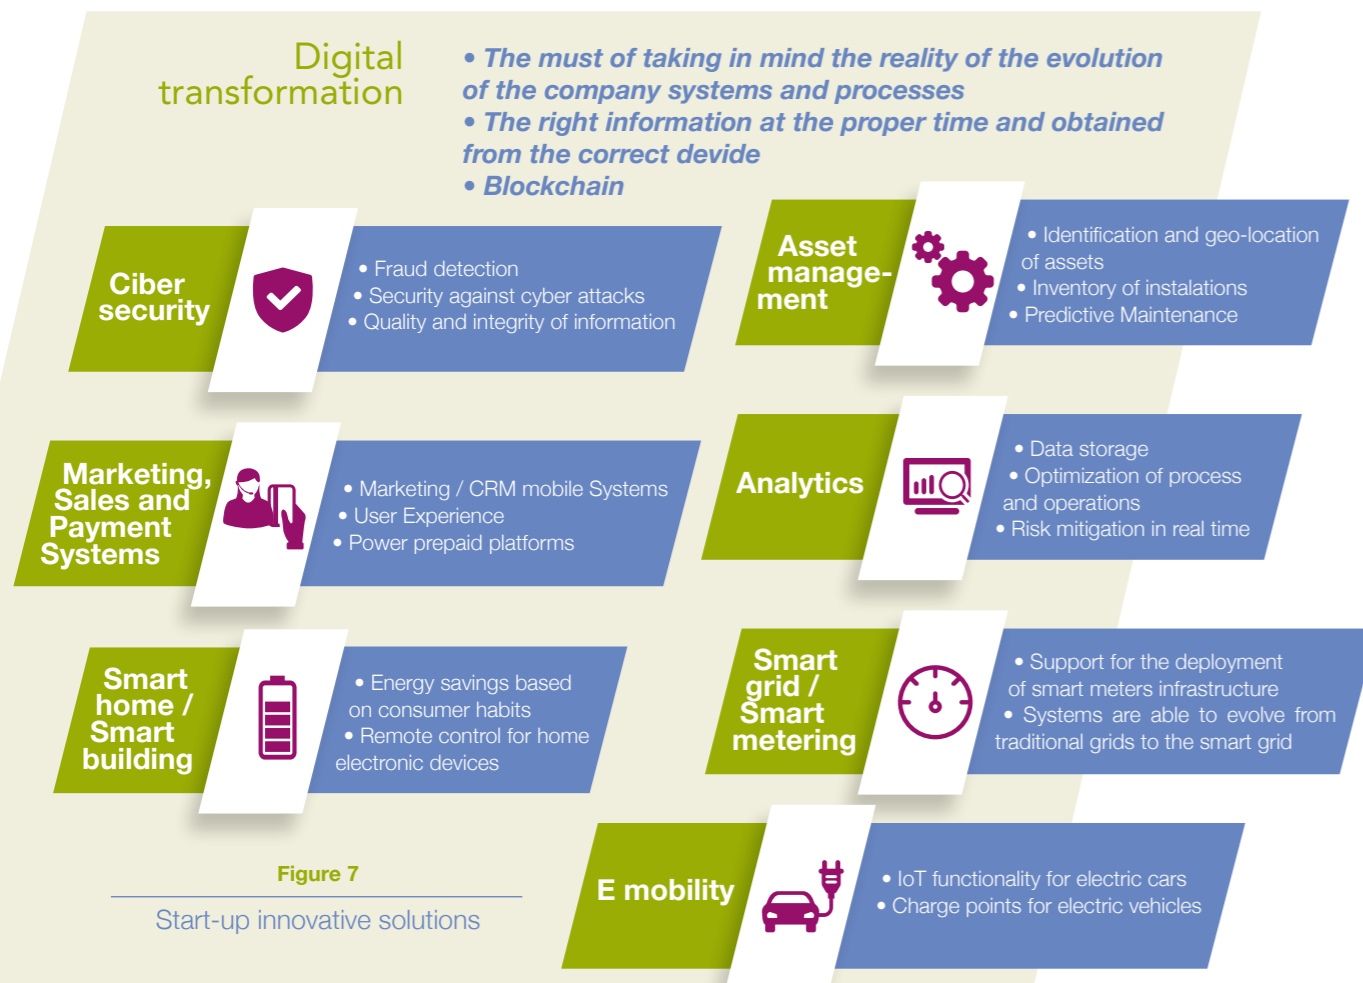 Digital
transformation
• The must of taking in mind the reality of the evolution
of the company systems and processes
• The right information at the proper time and obtained
from the correct devide
• Blockchain
Ciber
security
• Fraud detection
• Security against cyber attacks
• Quality and integrity of information
Asset
manage-
ment
• Identification and geo-location
of assets
• Inventory of instalations
• Predictive Maintenance
Marketing,
Sales and
Payment
Systems
• Marketing / CRM mobile Systems
• User Experience
• Power prepaid platforms
Analytics
• Data storage
• Optimization of process
and operations
• Risk mitigation in real time
Smart
home /
Smart
building
• Energy savings based
on consumer habits
• Remote control for home
electronic devices
Smart
grid /
Smart
metering
• Support for the deployment
of smart meters infrastructure
• Systems are able to evolve from
traditional grids to the smart grid
E mobility
• IoT functionality for electric cars
• Charge points for electric vehicles
Figure 7
Start-up innovative solutions